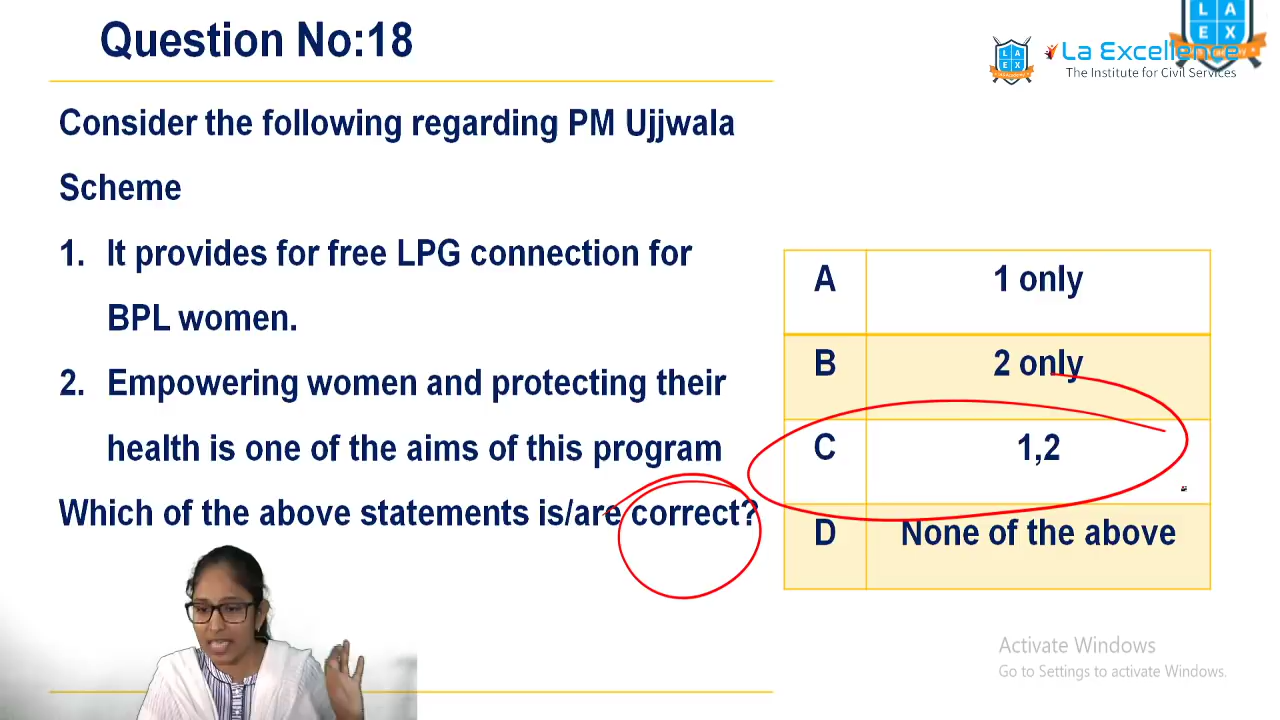 Question No:18
L A
E X
La Excellence
The Institute for Civil Services
L A
E X
Consider the following regarding PM Ujjwala
Scheme
1. It provides for free LPG connection for
BPL women.
2. Empowering women and protecting their
health is one of the aims of this program
Which of the above statements is/are correct?
A 1 only
B 2 only
C 1,2
D None of the above
Activate Windows
Go to Settings to activate Windows.